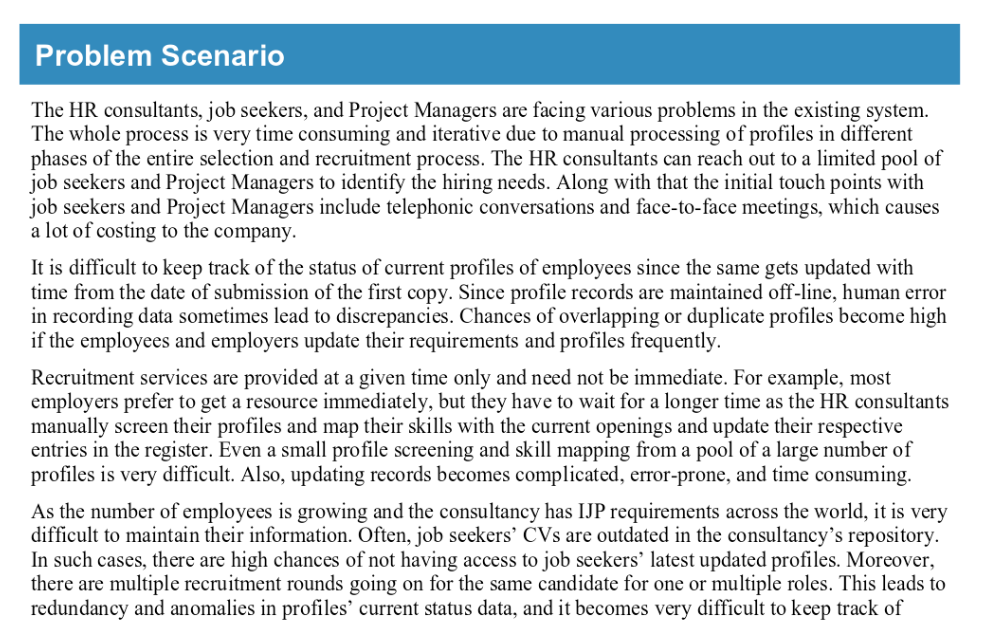 Problem Scenario
The HR consultants, job seekers, and Project Managers are facing various problems in the existing system.
The whole process is very time consuming and iterative due to manual processing of profiles in different
phases of the entire selection and recruitment process. The HR consultants can reach out to a limited pool of
job seekers and Project Managers to identify the hiring needs. Along with that the initial touch points with
job seekers and Project Managers include telephonic conversations and face-to-face meetings, which causes
a lot of costing to the company.
It is difficult to keep track of the status of current profiles of employees since the same gets updated with
time from the date of submission of the first copy. Since profile records are maintained off-line, human error
in recording data sometimes lead to discrepancies. Chances of overlapping or duplicate profiles become high
if the employees and employers update their requirements and profiles frequently.
Recruitment services are provided at a given time only and need not be immediate. For example, most
employers prefer to get a resource immediately, but they have to wait for a longer time as the HR consultants
manually screen their profiles and map their skills with the current openings and update their respective
entries in the register. Even a small profile screening and skill mapping from a pool of a large number of
profiles is very difficult. Also, updating records becomes complicated, error-prone, and time consuming.
As the number of employees is growing and the consultancy has IJP requirements across the world, it is very
difficult to maintain their information. Often, job seekers’ CVs are outdated in the consultancy’s repository.
In such cases, there are high chances of not having access to job seekers’ latest updated profiles. Moreover,
there are multiple recruitment rounds going on for the same candidate for one or multiple roles. This leads to
redundancy and anomalies in profiles’ current status data, and it becomes very difficult to keep track of